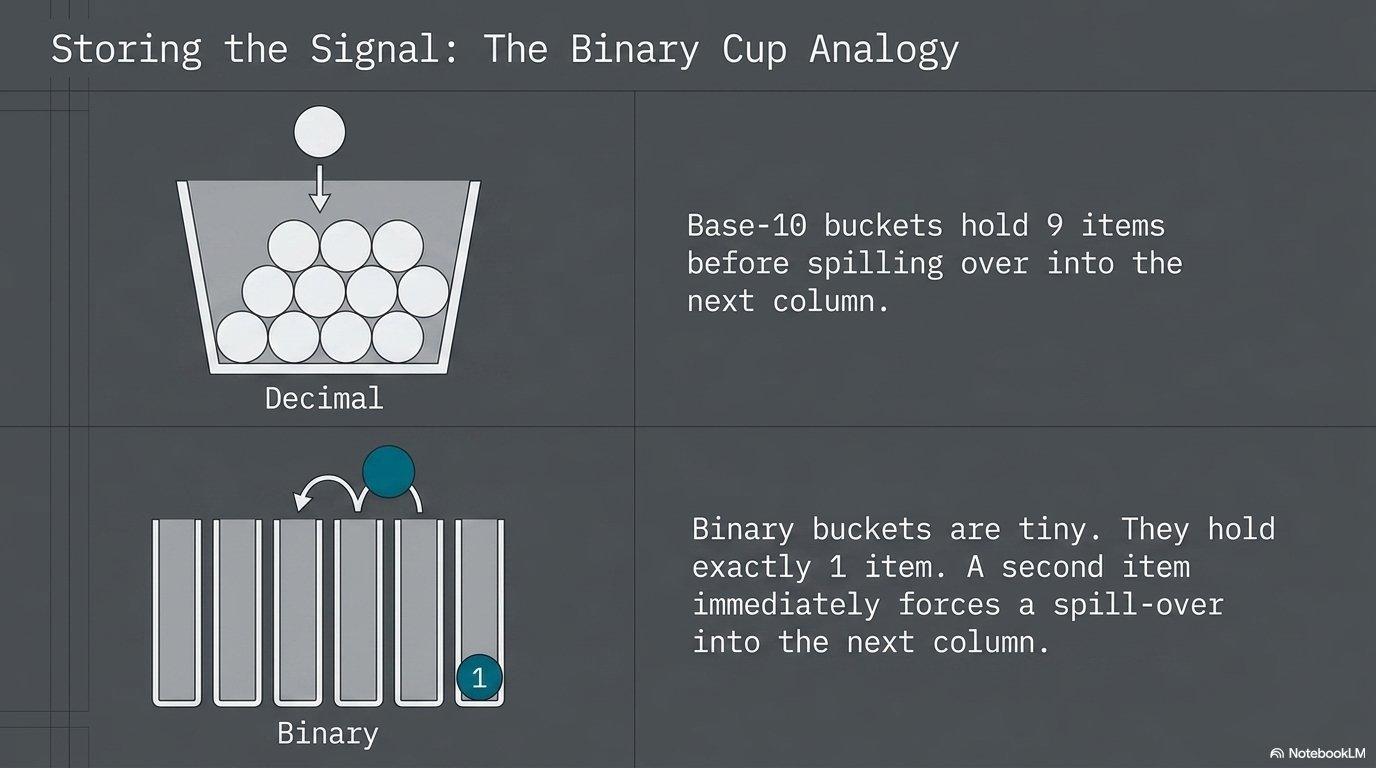 Storing the Signal: The Binary Cup Analogy
Base-10 buckets hold 9 items
before spilling over into the
next column.
Decimal
Binary buckets are tiny. They hold
exactly 1 item. A second item
immediately forces a spill-over
into the next column.
1
Binary
NotebookLM